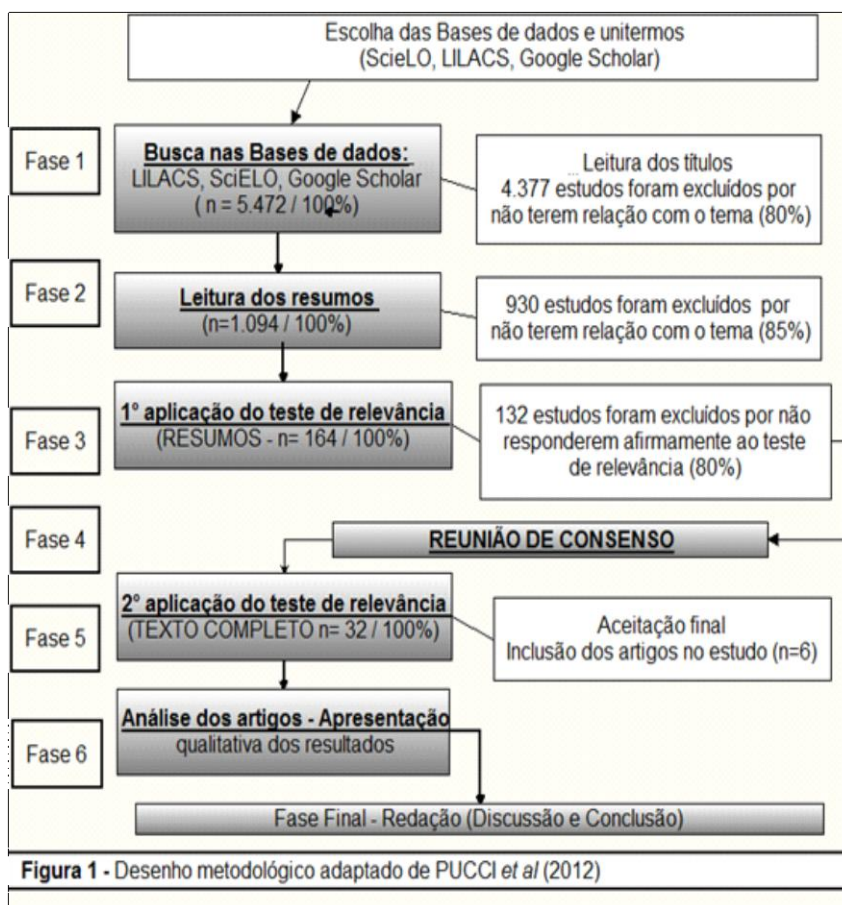 Escolha das Bases de dados e unitermos
(ScieLO, LILACS, Google Scholar)
Fase 1
Busca nas Bases de dados:
LILACS, SciELO, Google Scholar
( n = 5.472 / 100%)
Leitura dos títulos
4.377 estudos foram excluídos por
não terem relação com o tema (80%)
Fase 2
Leitura dos resumos
(n=1.094 / 100%)
930 estudos foram excluídos por
não terem relação com o tema (85%)
Fase 3
1° aplicação do teste de relevância
(RESUMOS - n= 164 / 100%)
132 estudos foram excluídos por não
responderem afirmamente ao teste
de relevância (80%)
Fase 4
REUNIÃO DE CONSENSO
Fase 5
2° aplicação do teste de relevância
(TEXTO COMPLETO n= 32 / 100%)
Aceitação final
Inclusão dos artigos no estudo (n=6)
Fase 6
Análise dos artigos - Apresentação
qualitativa dos resultados
Fase Final - Redação (Discussão e Conclusão)
Figura 1 - Desenho metodológico adaptado de PUCCI et al (2012)